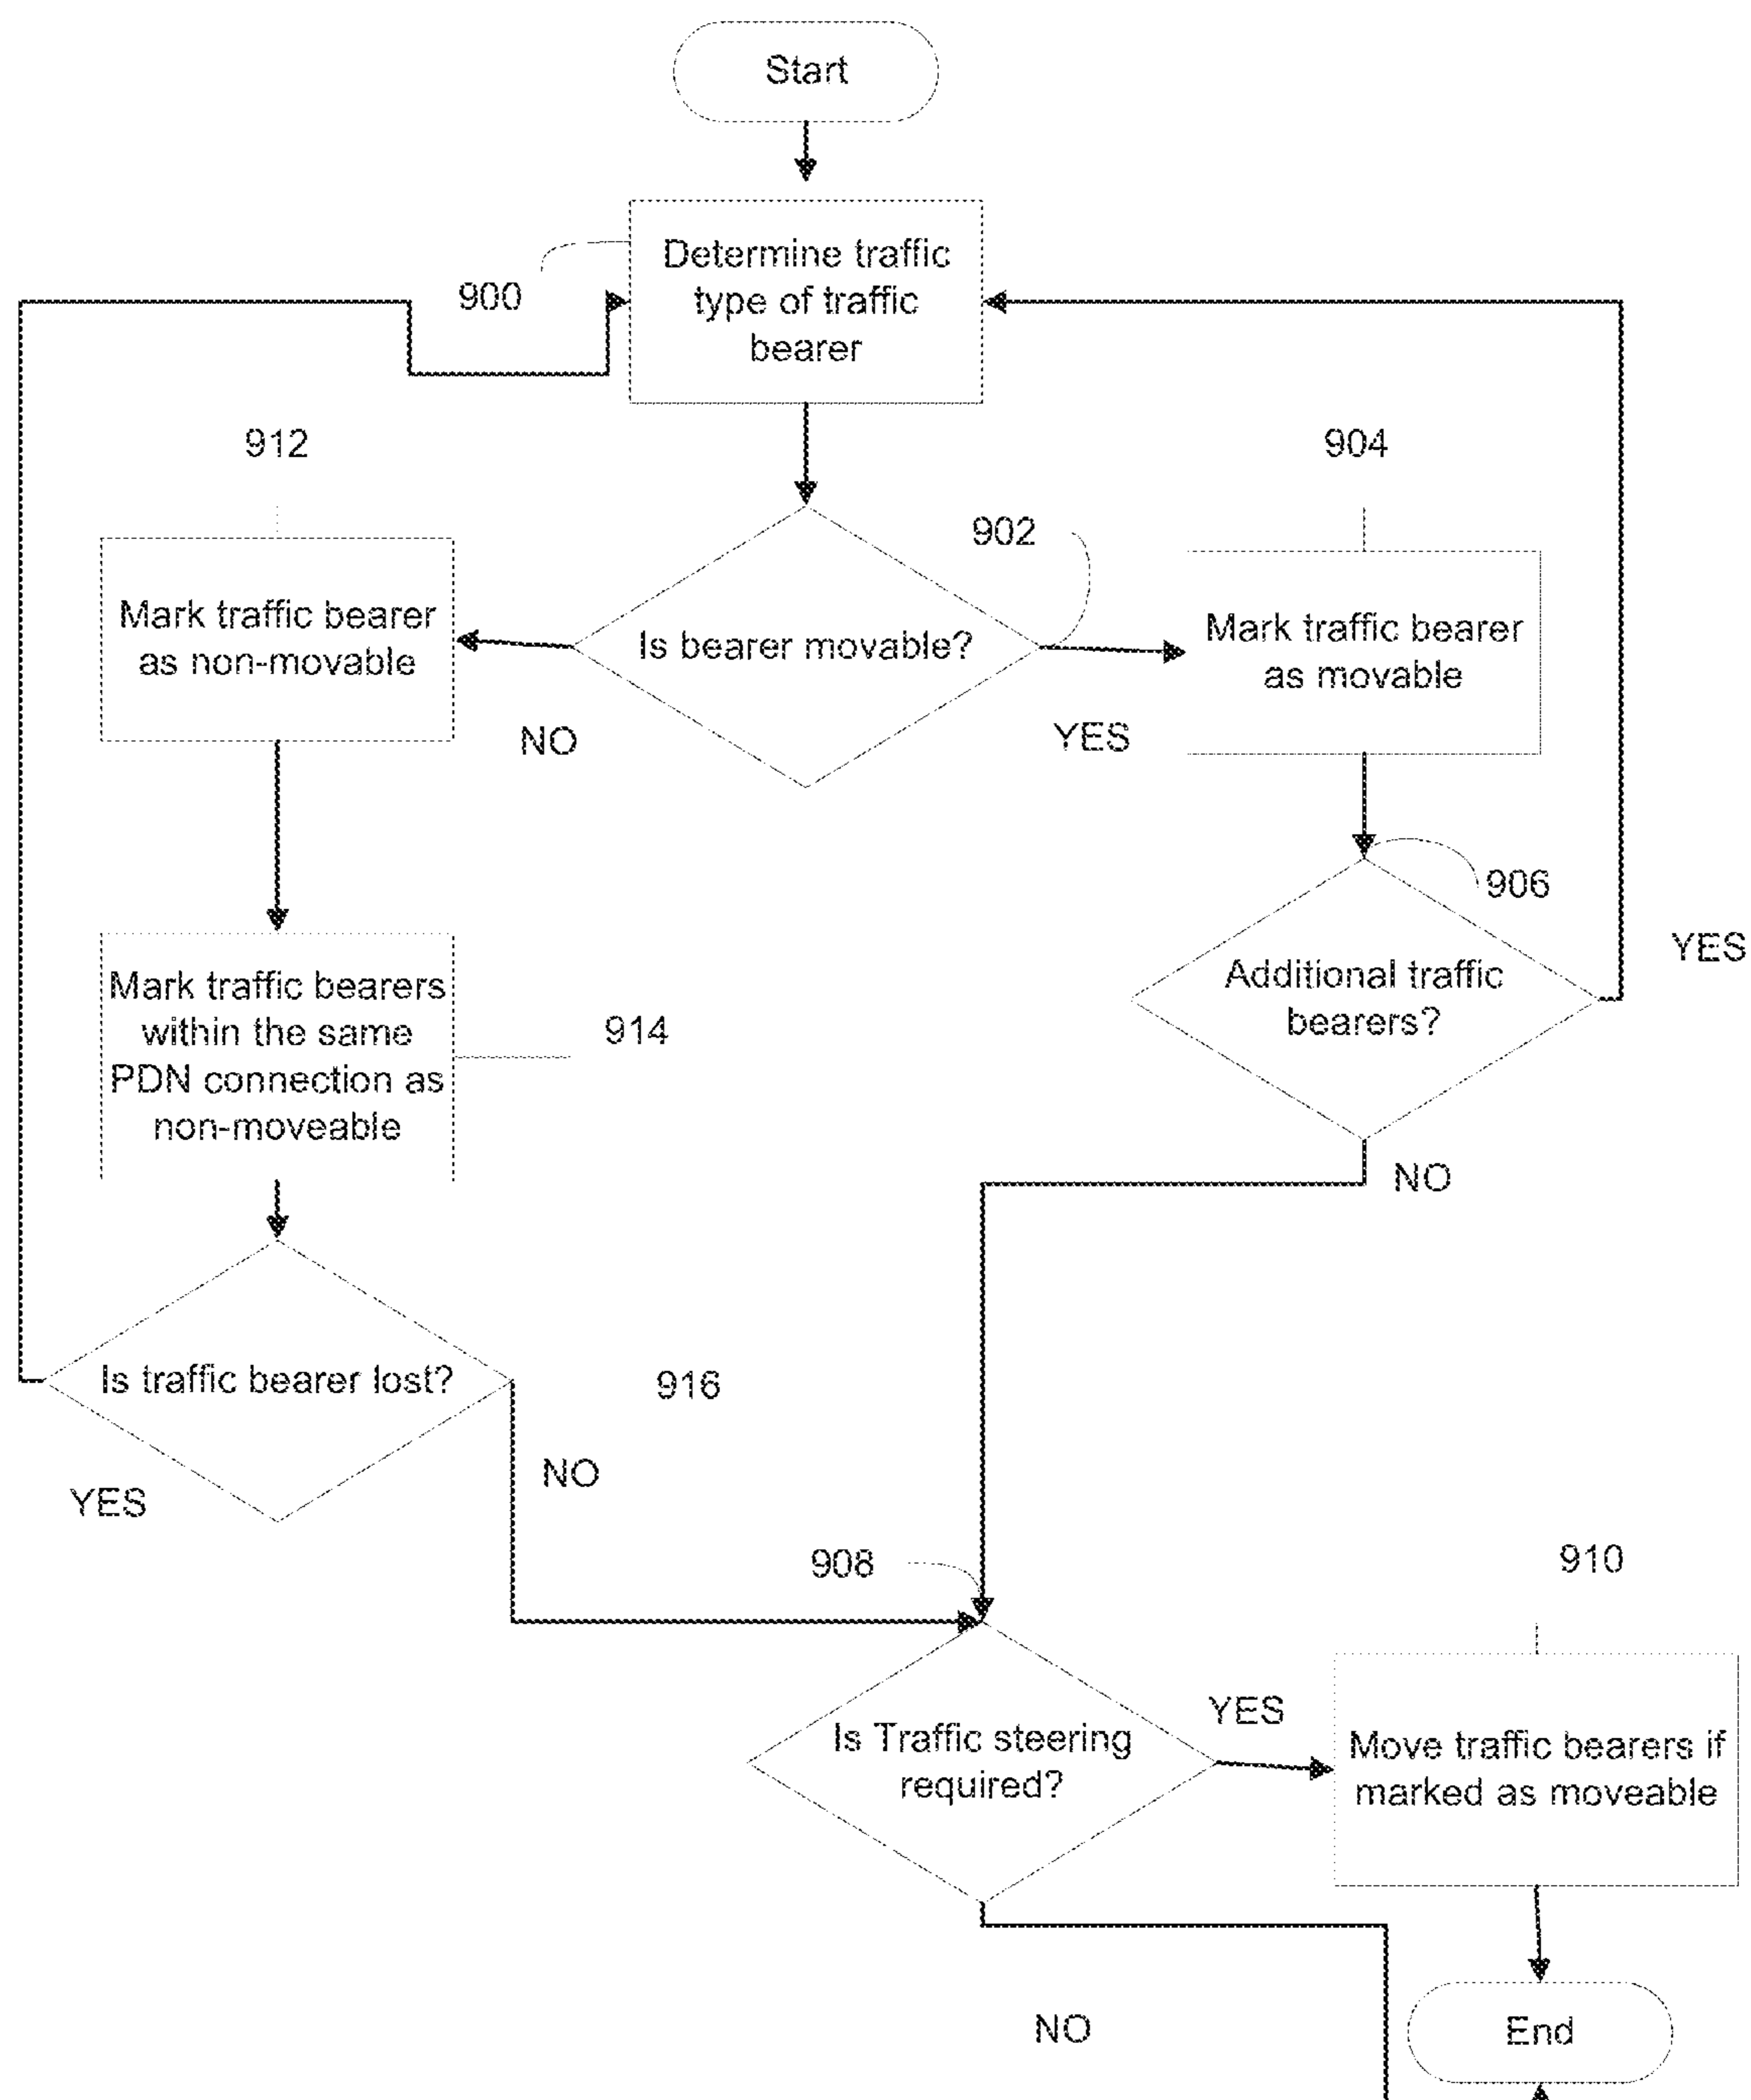 Start
Determine traffic
type of traffic
bearer
900
912
904
902
Mark traffic bearer
as non-movable
Is bearer movable?
Mark traffic bearer
as movable
NO
YES
906
Additional traffic
bearers?
YES
Mark traffic bearers
within the same
PDN connection as
non-moveable
914
NO
Is traffic bearer lost?
916
NO
YES
908
910
Is Traffic steering
required?
YES
Move traffic bearers if
marked as moveable
NO
End